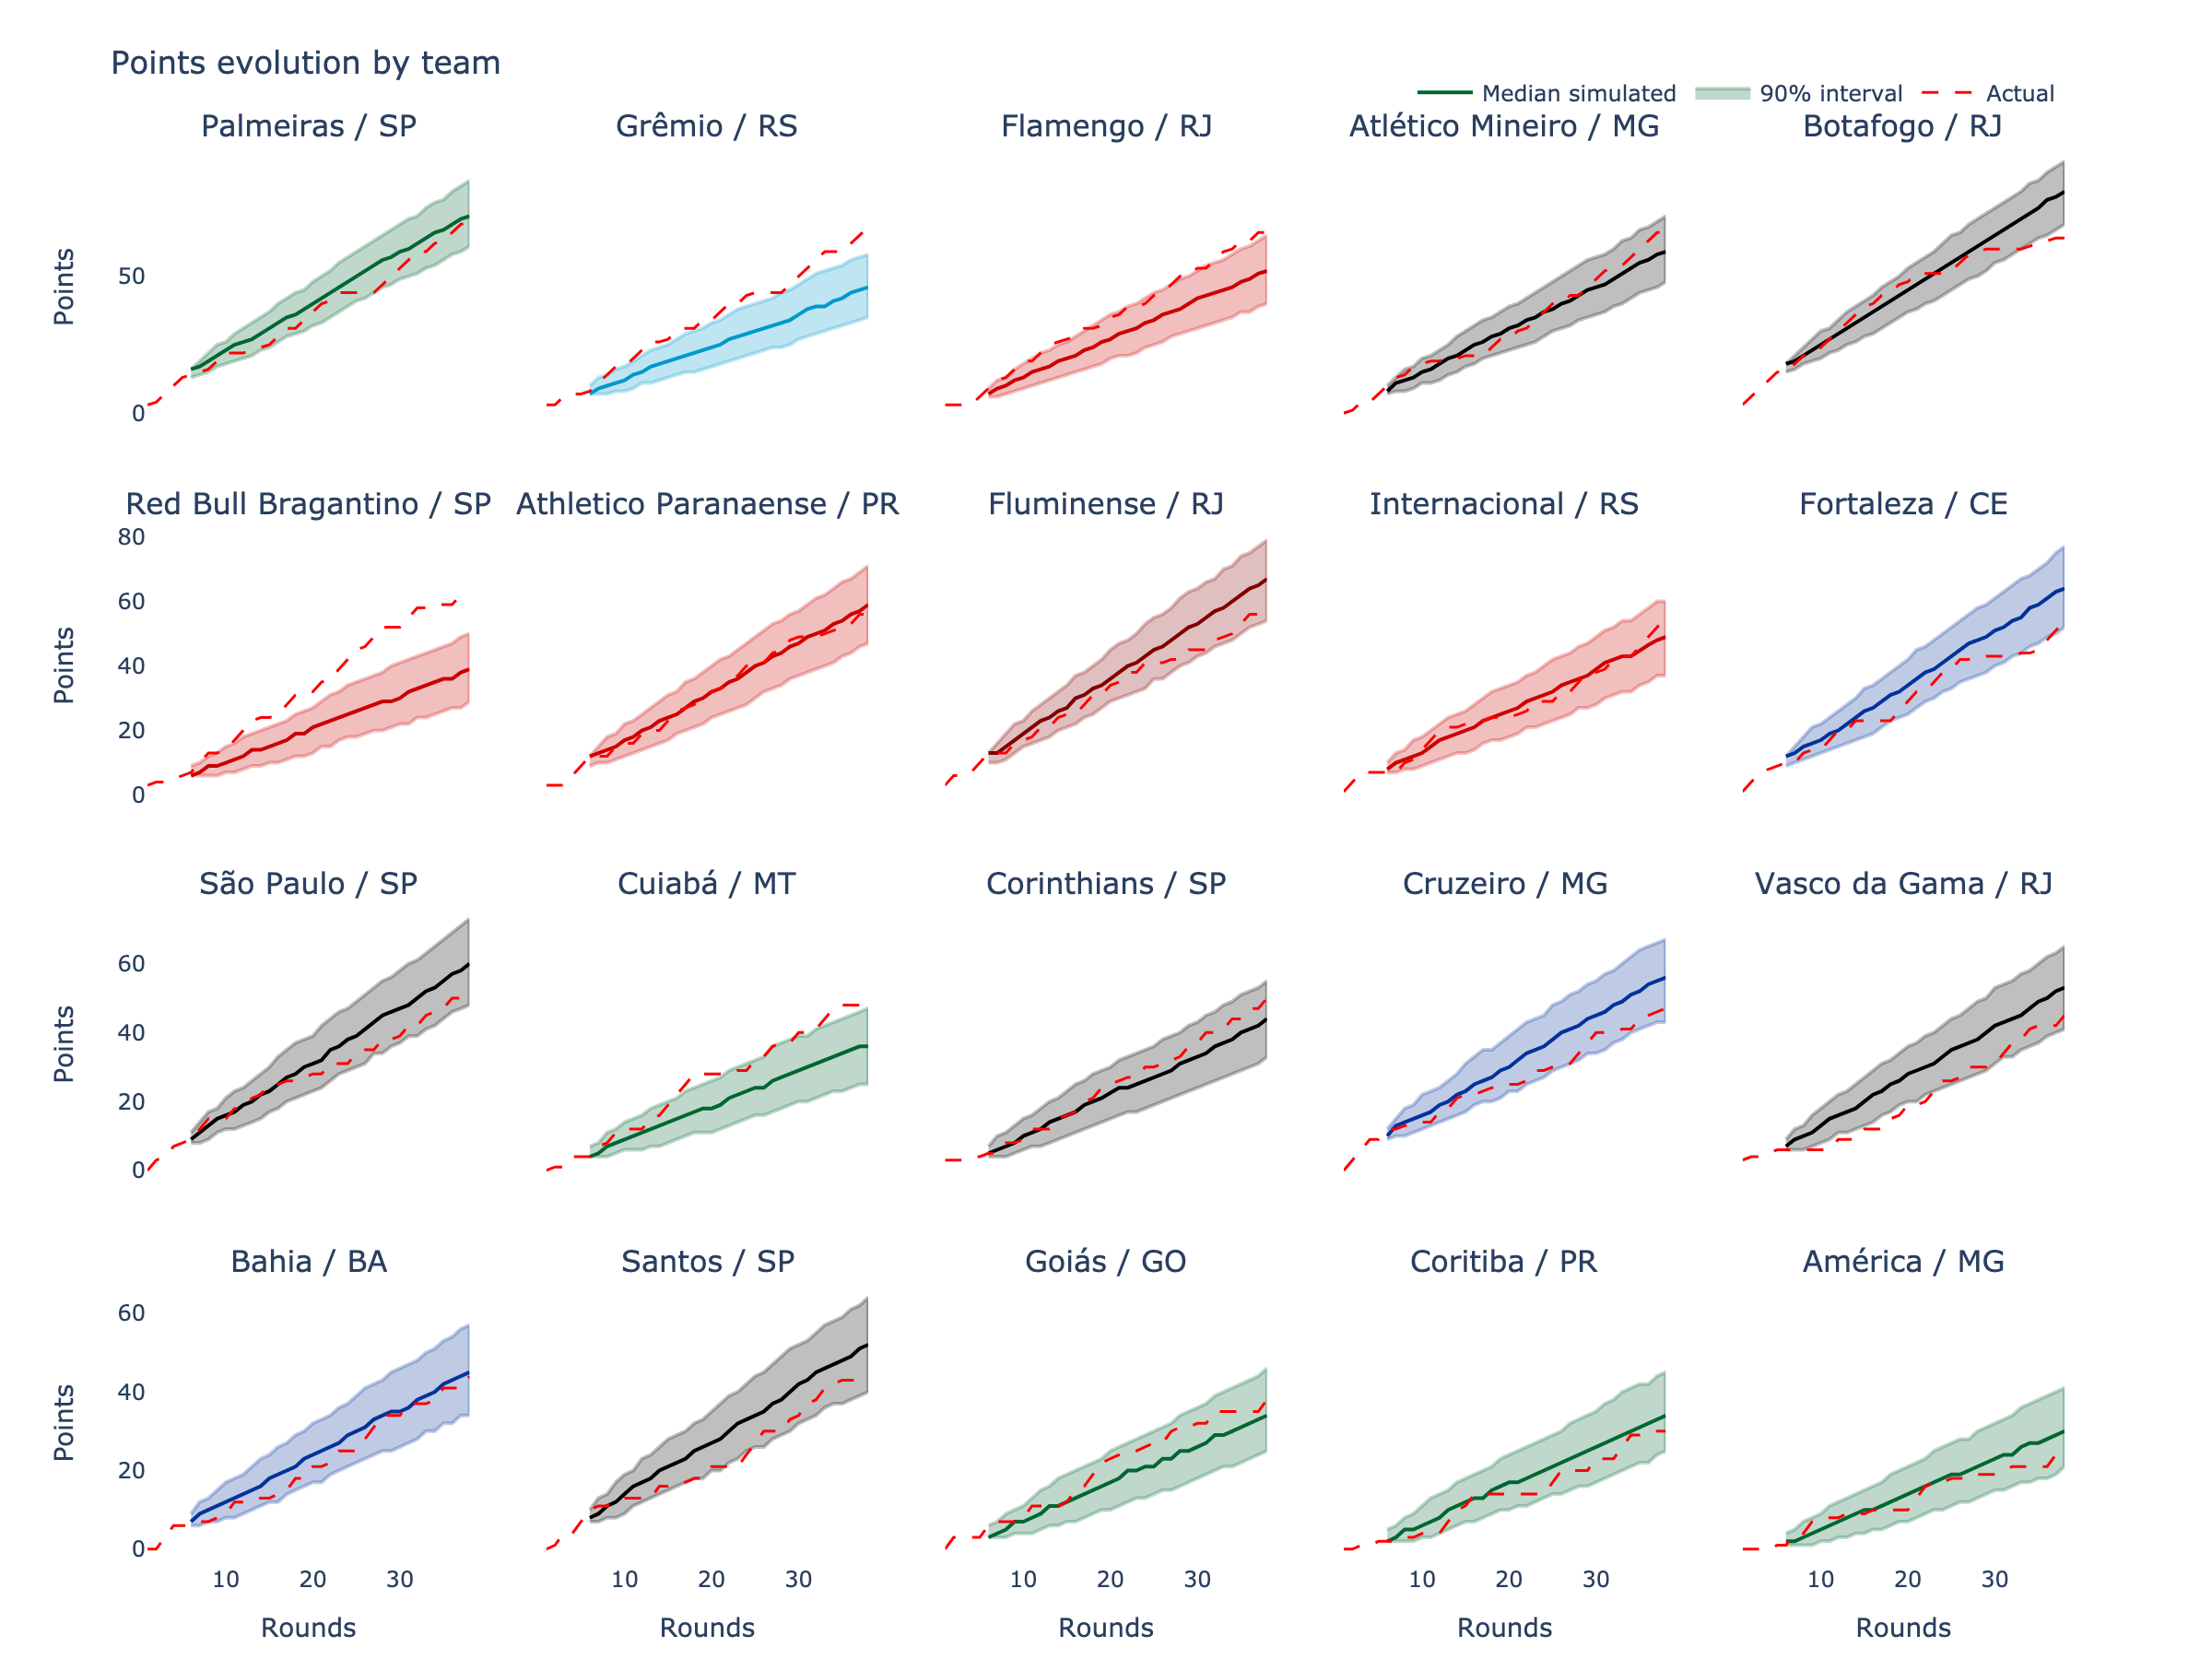 Points evolution by team
Median simulated 90% interval Actual
Palmeiras / SP Grêmio / RS Flamengo / RJ Atlético Mineiro / MG Botafogo / RJ
Points
50
0
Red Bull Bragantino / SP Athletico Paranaense / PR Fluminense / RJ Internacional / RS Fortaleza / CE
Points
80
60
40
20
0
São Paulo / SP Cuiabá / MT Corinthians / SP Cruzeiro / MG Vasco da Gama / RJ
Points
60
40
20
0
Bahia / BA Santos / SP Goiás / GO Coritiba / PR América / MG
Points
60
40
20
0
10 20 30 10 20 30 10 20 30 10 20 30 10 20 30
Rounds Rounds Rounds Rounds Rounds